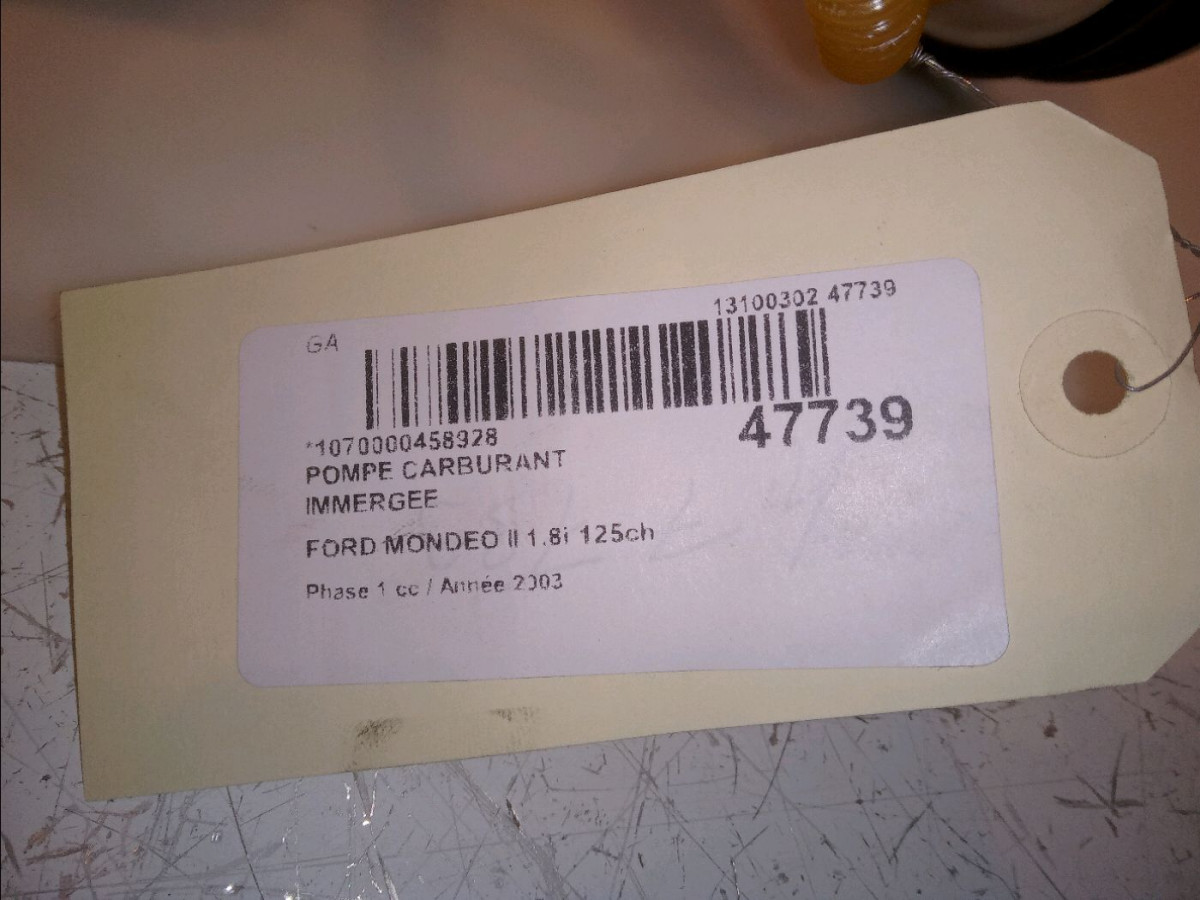 13100302 47739
GA
47739
*1070000458928
POMPE CARBURANT
IMMERGEE
FORD MONDEO II 1.8i 125ch
Phase 1 cc / Année 2003